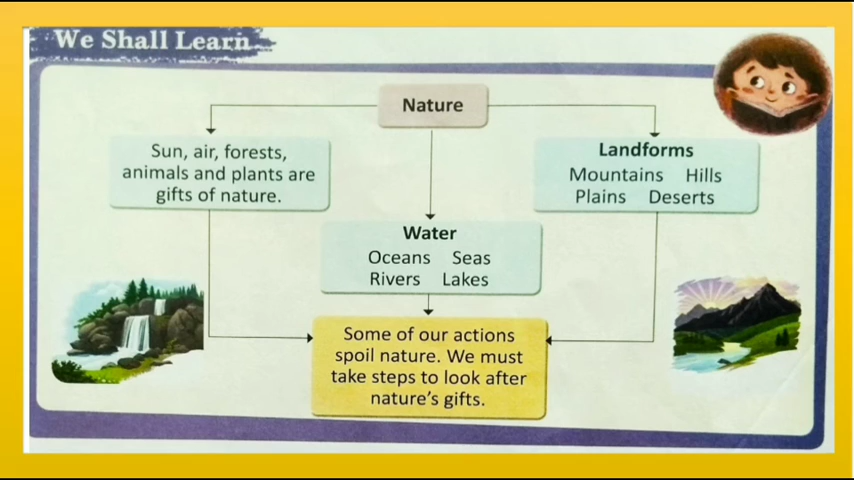 We Shall Learn
Nature
Sun, air, forests,
animals and plants are
gifts of nature.
Landforms
Mountains Hills
Plains Deserts
Water
Oceans Seas
Rivers Lakes
Some of our actions
spoil nature. We must
take steps to look after
nature's gifts.